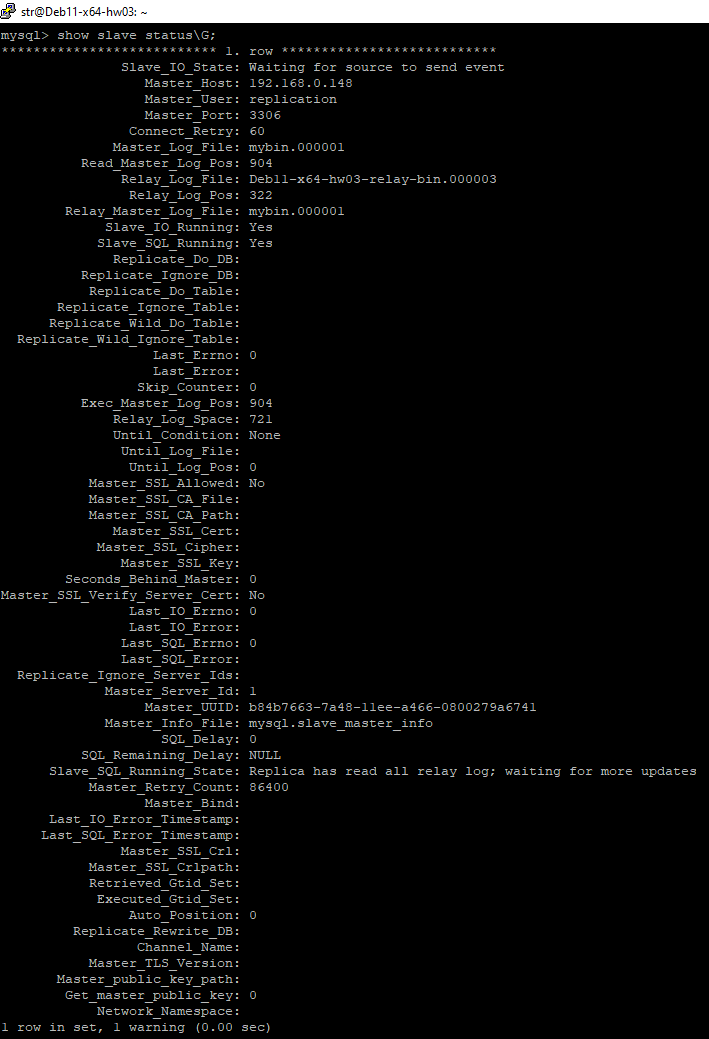 str@Deb11-x64-hw03: ~
mysql> show slave status\G;
*************************** 1. row ***************************
Slave_IO_State: Waiting for source to send event
Master_Host: 192.168.0.148
Master_User: replication
Master_Port: 3306
Connect_Retry: 60
Master_Log_File: mybin.000001
Read_Master_Log_Pos: 904
Relay_Log_File: Deb11-x64-hw03-relay-bin.000003
Relay_Log_Pos: 322
Relay_Master_Log_File: mybin.000001
Slave_IO_Running: Yes
Slave_SQL_Running: Yes
Replicate_Do_DB:
Replicate_Ignore_DB:
Replicate_Do_Table:
Replicate_Ignore_Table:
Replicate_Wild_Do_Table:
Replicate_Wild_Ignore_Table:
Last_Errno: 0
Last_Error:
Skip_Counter: 0
Exec_Master_Log_Pos: 904
Relay_Log_Space: 721
Until_Condition: None
Until_Log_File:
Until_Log_Pos: 0
Master_SSL_Allowed: No
Master_SSL_CA_File:
Master_SSL_CA_Path:
Master_SSL_Cert:
Master_SSL_Cipher:
Master_SSL_Key:
Seconds_Behind_Master: 0
Master_SSL_Verify_Server_Cert: No
Last_IO_Errno: 0
Last_IO_Error:
Last_SQL_Errno: 0
Last_SQL_Error:
Replicate_Ignore_Server_Ids:
Master_Server_Id: 1
Master_UUID: b84b7663-7a48-11ee-a466-0800279a6741
Master_Info_File: mysql.slave_master_info
SQL_Delay: 0
SQL_Remaining_Delay: NULL
Slave_SQL_Running_State: Replica has read all relay log; waiting for more updates
Master_Retry_Count: 86400
Master_Bind:
Last_IO_Error_Timestamp:
Last_SQL_Error_Timestamp:
Master_SSL_Crl:
Master_SSL_Crlpath:
Retrieved_Gtid_Set:
Executed_Gtid_Set:
Auto_Position: 0
Replicate_Rewrite_DB:
Channel_Name:
Master_TLS_Version:
Master_public_key_path:
Get_master_public_key: 0
Network_Namespace:
1 row in set, 1 warning (0.00 sec)